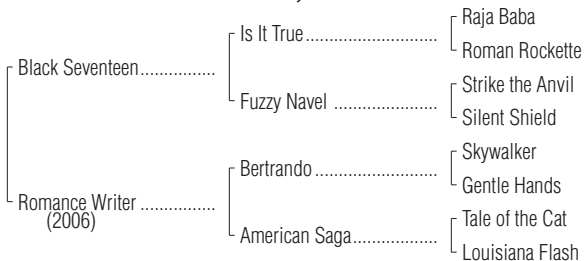 Raja Baba
Is It True
Roman Rockette
Black Seventeen
Strike the Anvil
Fuzzy Navel
Silent Shield
Skywalker
Bertrando
Gentle Hands
Romance Writer
(2006)
Tale of the Cat
American Saga
Louisiana Flash